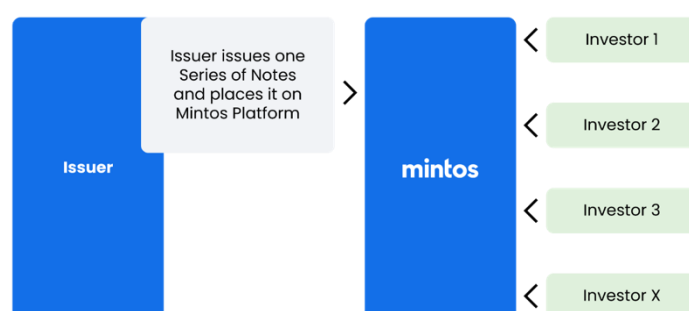 Issuer issues one
Series of Notes
and places it on
Mintos Platform
Issuer
mintos
Investor 1
Investor 2
Investor 3
Investor X